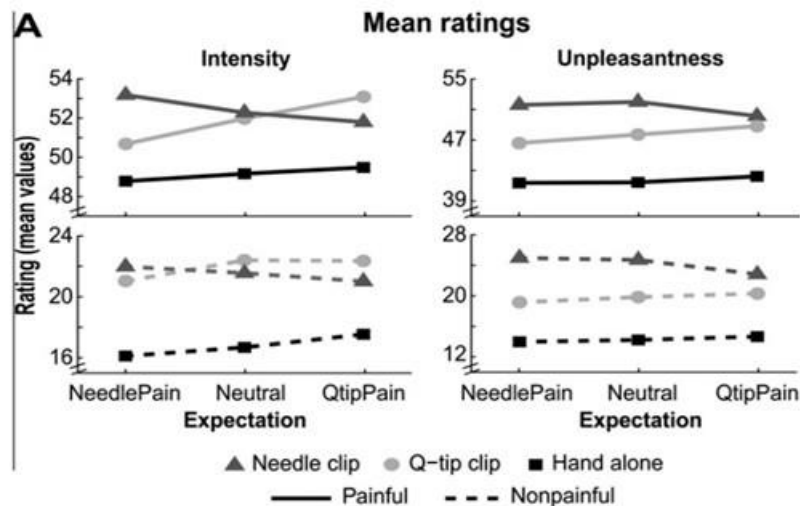 A
Mean ratings
Intensity
Unpleasantness
Rating (mean values)
54
52
50
48
24
20
16
55
47
39
28
20
12
NeedlePain Neutral QtipPain
NeedlePain Neutral QtipPain
Expectation
Expectation
Needle clip Q-tip clip Hand alone
Painful Nonpainful